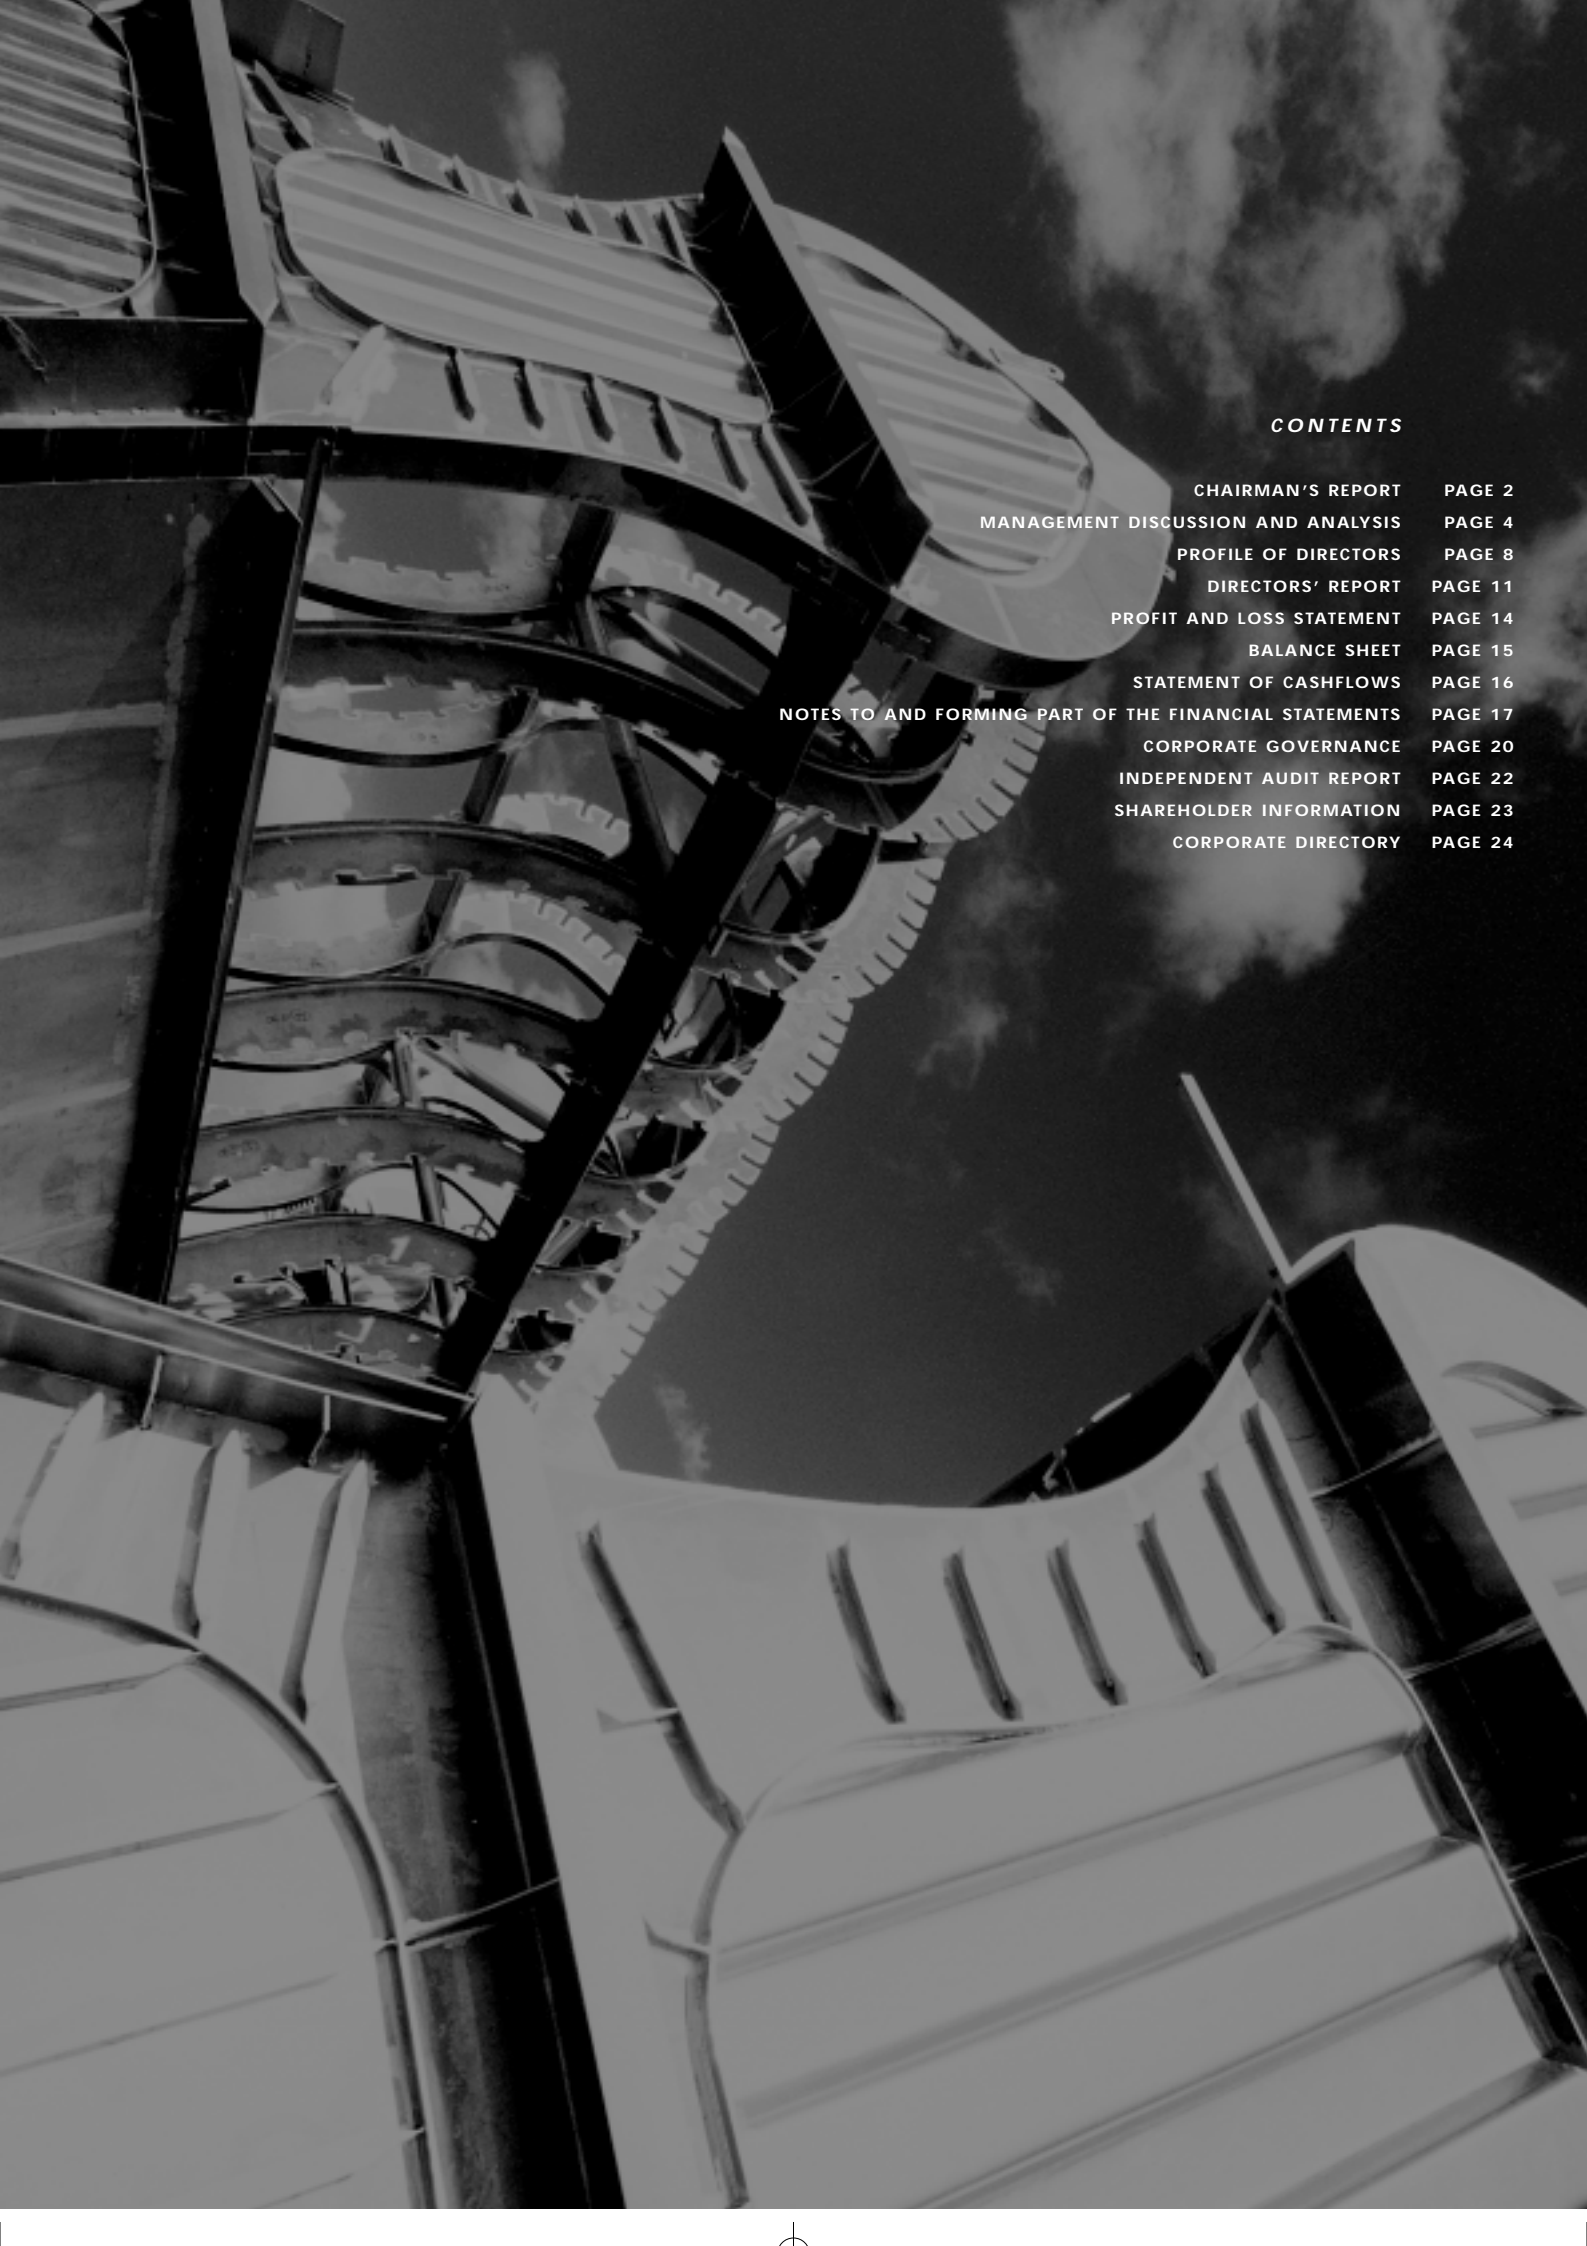 CONTENTS
CHAIRMAN'S REPORT PAGE 2
MANAGEMENT DISCUSSION AND ANALYSIS PAGE 4
PROFILE OF DIRECTORS PAGE 8
DIRECTORS' REPORT PAGE 11
PROFIT AND LOSS STATEMENT PAGE 14
BALANCE SHEET PAGE 15
STATEMENT OF CASHFLOWS PAGE 16
NOTES TO AND FORMING PART OF THE FINANCIAL STATEMENTS PAGE 17
CORPORATE GOVERNANCE PAGE 20
INDEPENDENT AUDIT REPORT PAGE 22
SHAREHOLDER INFORMATION PAGE 23
CORPORATE DIRECTORY PAGE 24